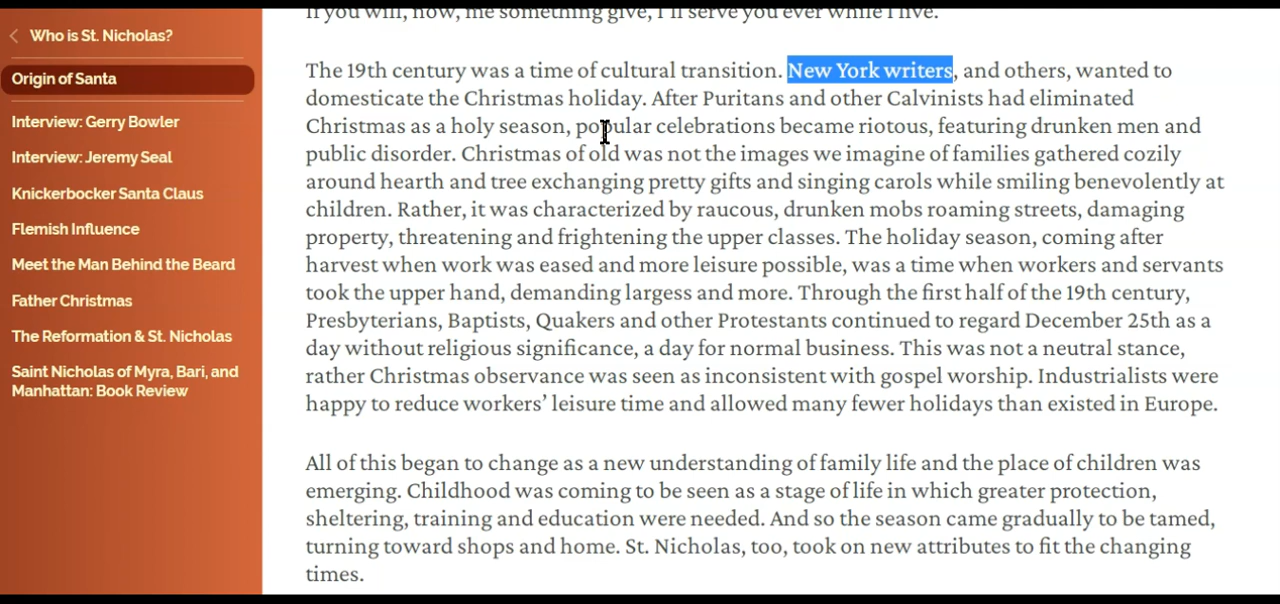 If you will, now, me something give, I'll serve you ever while I live.
Who is St. Nicholas?
Origin of Santa
Interview: Gerry Bowler
Interview: Jeremy Seal
Knickerbocker Santa Claus
Flemish Influence
Meet the Man Behind the Beard
Father Christmas
The Reformation & St. Nicholas
Saint Nicholas of Myra, Bari, and
Manhattan: Book Review
The 19th century was a time of cultural transition. New York writers, and others, wanted to
domesticate the Christmas holiday. After Puritans and other Calvinists had eliminated
Christmas as a holy season, popular celebrations became riotous, featuring drunken men and
public disorder. Christmas of old was not the images we imagine of families gathered cozily
around hearth and tree exchanging pretty gifts and singing carols while smiling benevolently at
children. Rather, it was characterized by raucous, drunken mobs roaming streets, damaging
property, threatening and frightening the upper classes. The holiday season, coming after
harvest when work was eased and more leisure possible, was a time when workers and servants
took the upper hand, demanding largess and more. Through the first half of the 19th century,
Presbyterians, Baptists, Quakers and other Protestants continued to regard December 25th as a
day without religious significance, a day for normal business. This was not a neutral stance,
rather Christmas observance was seen as inconsistent with gospel worship. Industrialists were
happy to reduce workers' leisure time and allowed many fewer holidays than existed in Europe.
All of this began to change as a new understanding of family life and the place of children was
emerging. Childhood was coming to be seen as a stage of life in which greater protection,
sheltering, training and education were needed. And so the season came gradually to be tamed,
turning toward shops and home. St. Nicholas, too, took on new attributes to fit the changing
times.